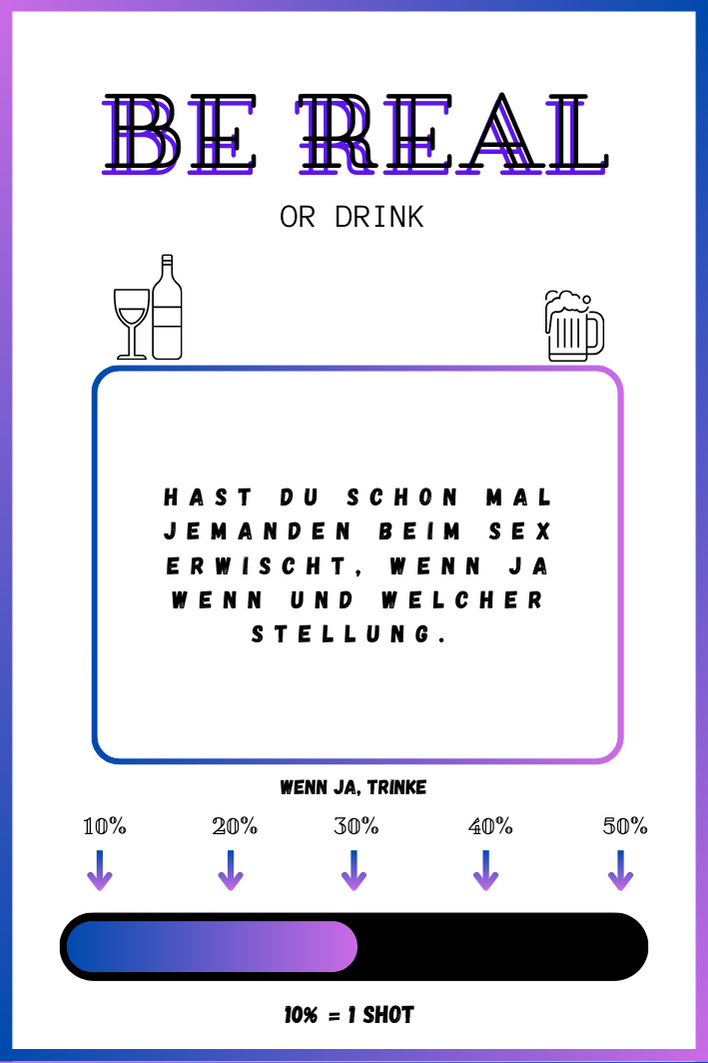 BE REAL
OR DRINK
HAST DU SCHON MAL
JEMANDEN BEIM SEX
ERWISCHT, WENN JA
WENN UND WELCHER
STELLUNG.
WENN JA, TRINKE
10% 20% 30% 40% 50%
10% = 1 SHOT